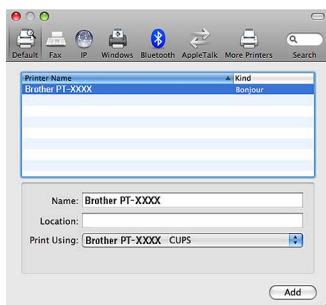 Default Fax IP Windows Bluetooth AppleTalk More Printers Search
Printer Name Kind
Brother PT-XXXX Bonjour
Name: Brother PT-XXXX
Location:
Print Using: Brother PT-XXXX CUPS
Add